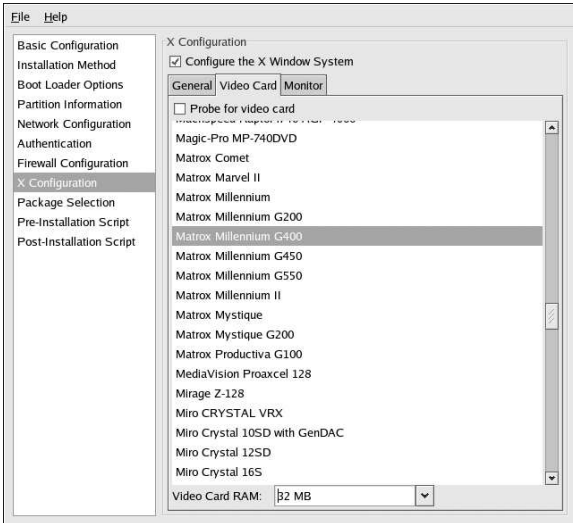 File Help
Basic Configuration
Installation Method
Boot Loader Options
Partition Information
Network Configuration
Authentication
Firewall Configuration
X Configuration
Package Selection
Pre-Installation Script
Post-Installation Script
X Configuration
Configure the X Window System
General Video Card Monitor
Probe for video card
Magic-Pro MP-740DVD
Matrox Comet
Matrox Marvel II
Matrox Millennium
Matrox Millennium G200
Matrox Millennium G400
Matrox Millennium G450
Matrox Millennium G550
Matrox Millennium II
Matrox Mystique
Matrox Mystique G200
Matrox Productiva G100
MediaVision Proaxcel 128
Mirage Z-128
Miro CRYSTAL VRX
Miro Crystal 10SD with GenDAC
Miro Crystal 12SD
Miro Crystal 16S
Video Card RAM: 32 MB